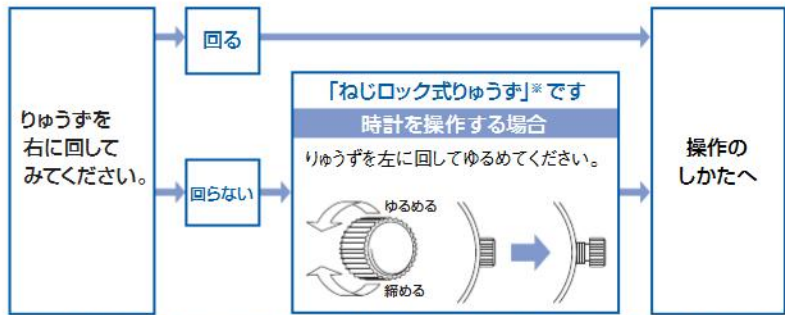 りゅうずを
右に回して
みてください。
回る
回らない
「ねじロック式りゅうず」※です
時計を操作する場合
りゅうずを左に回してゆるめてください。
ゆるめる
締める
操作の
しかたへ